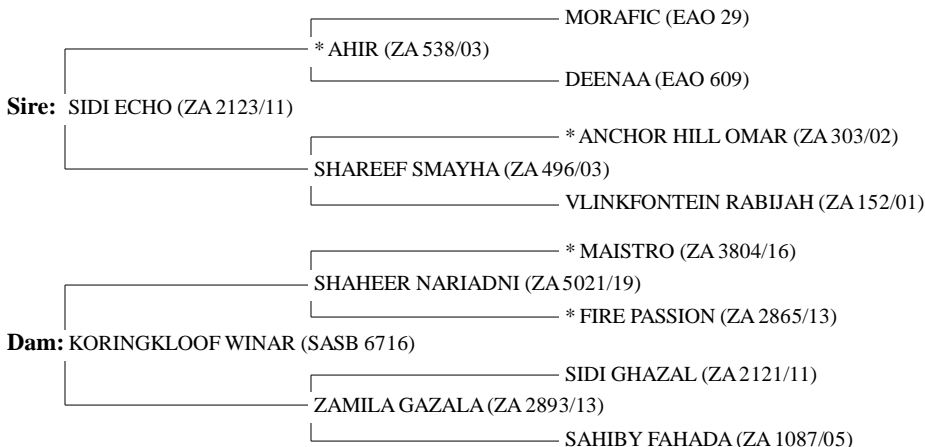 MORAFIC (EAO 29)
* AHIR (ZA 538/03)
DEENAA (EAO 609)
Sire: SIDI ECHO (ZA 2123/11)
* ANCHOR HILL OMAR (ZA 303/02)
SHAREEF SMAYHA (ZA 496/03)
VLINKFONTEIN RABIJAH (ZA 152/01)
* MAISTRO (ZA 3804/16)
SHAHEER NARIADNI (ZA 5021/19)
* FIRE PASSION (ZA 2865/13)
Dam: KORINGKLOOF WINAR (SASB 6716)
SIDI GHAZAL (ZA 2121/11)
ZAMILA GAZALA (ZA 2893/13)
SAHIBY FAHADA (ZA 1087/05)